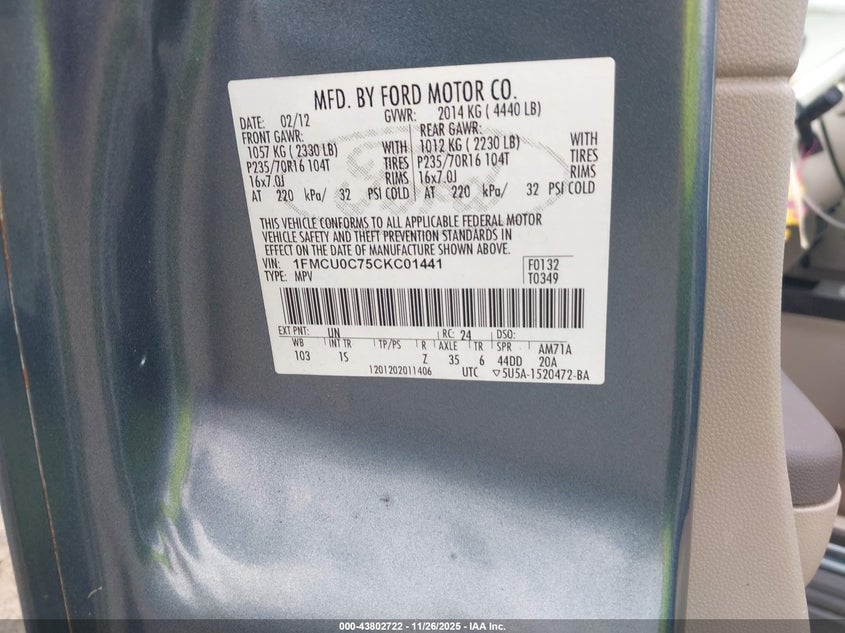 MFD. BY FORD MOTOR CO.
DATE: 02/12 GVWR: 2014 KG ( 4440 LB)
FRONT GAWR: REAR GAWR:
1057 KG ( 2330 LB) WITH 1012 KG ( 2230 LB) WITH
P235/70R16 104T TIRES P235/70R16 104T TIRES
16x7.0J RIMS 16x7.0J RIMS
AT 220 kPa/ 32 PSI COLD AT 220 kPa/ 32 PSI COLD
THIS VEHICLE CONFORMS TO ALL APPLICABLE FEDERAL MOTOR
VEHICLE SAFETY AND THEFT PREVENTION STANDARDS IN
EFFECT ON THE DATE OF MANUFACTURE SHOWN ABOVE.
VIN: 1FMCU0C75CKC01441 F0132
TYPE: MPV T0349
EXT PNT: UN RC: 24 DSO:
WB INT TR TP/PS R AXLE TR SPR AM71A
103 IS Z 35 6 44DD 20A
1201202011406 UTC ▽5U5A-1520472-BA
000-43802722 - 11/26/2025 - IAA Inc.